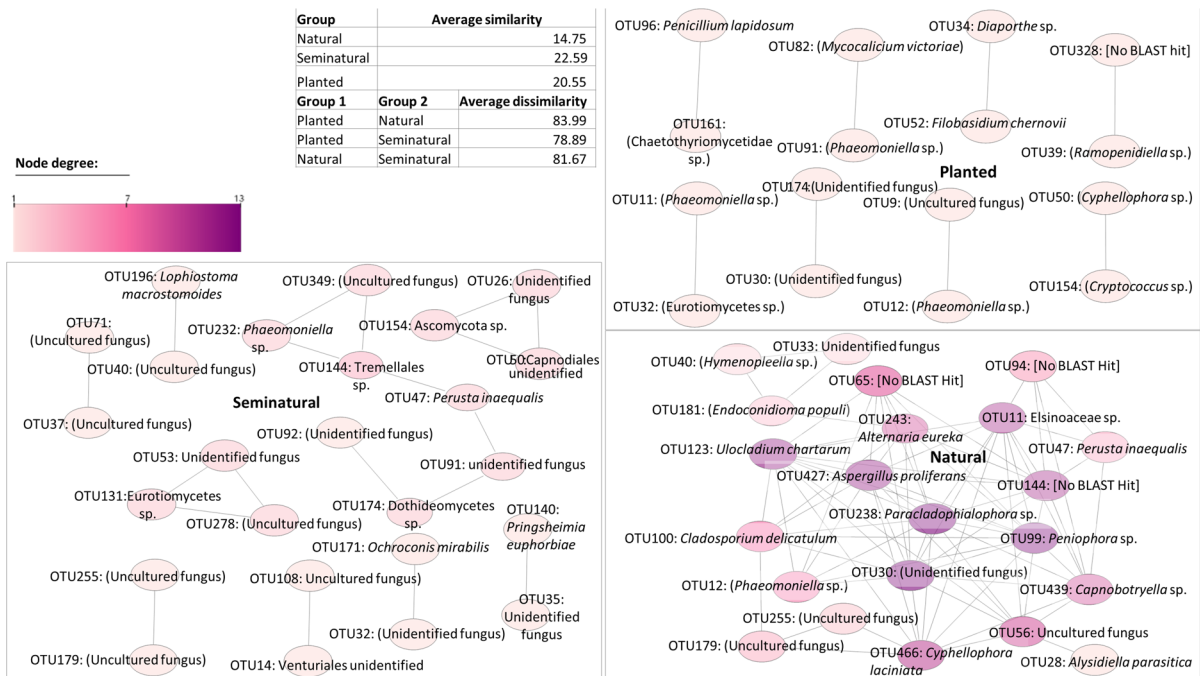 Group Average similarity
Natural 14.75
Seminatural 22.59
Planted 20.55
Group 1 Group 2 Average dissimilarity
Planted Natural 83.99
Planted Seminatural 78.89
Natural Seminatural 81.67
Node degree:
1 7 13
OTU196: Lophiostoma
macrostomoides
OTU349: (Uncultured fungus)
OTU26: Unidentified
fungus
OTU71:
(Uncultured fungus)
OTU232: Phaeomoniella
sp.
OTU154: Ascomycota sp.
OTU40: (Uncultured fungus)
OTU144: Tremellales
sp.
OTU50:Capnodiales
unidentified
Seminatural
OTU47: Perusta inaequalis
OTU37: (Uncultured fungus)
OTU92: (Unidentified fungus)
OTU53: Unidentified fungus
OTU91: unidentified fungus
OTU131:Eurotiomycetes
sp.
OTU278: (Uncultured fungus)
OTU174: Dothideomycetes
sp.
OTU140:
Pringsheimia
euphorbiae
OTU171: Ochroconis mirabilis
OTU255: (Uncultured fungus)
OTU108: Uncultured fungus
OTU35:
Unidentified
fungus
OTU32: (Unidentified fungus)
OTU179: (Uncultured fungus)
OTU14: Venturiales unidentified
OTU96: Penicillium lapidosum
OTU82: (Mycocalicium victoriae)
OTU34: Diaporthe sp.
OTU328: [No BLAST hit]
OTU161:
(Chaetothyriomycetidae
sp.)
OTU91: (Phaeomoniella sp.)
OTU52: Filobasidium chernovii
OTU39: (Ramopenidiella sp.)
Planted
OTU11: (Phaeomoniella sp.)
OTU174:(Unidentified fungus)
OTU9: (Uncultured fungus)
OTU50: (Cyphellophora sp.)
OTU32: (Eurotiomycetes sp.)
OTU30: (Unidentified fungus)
OTU12: (Phaeomoniella sp.)
OTU154: (Cryptococcus sp.)
OTU33: Unidentified fungus
OTU40: (Hymenopleella sp.)
OTU65: [No BLAST Hit]
OTU94: [No BLAST Hit]
OTU181: (Endoconidioma populi)
OTU243:
Alternaria eureka
OTU11: Elsinoaceae sp.
OTU123: Ulocladium chartarum
Natural
OTU47: Perusta inaequalis
OTU427: Aspergillus proliferans
OTU144: [No BLAST Hit]
OTU238: Paracladophialophora sp.
OTU100: Cladosporium delicatulum
OTU99: Peniophora sp.
OTU30: (Unidentified fungus)
OTU12: (Phaeomoniella sp.)
OTU439: Capnobotryella sp.
OTU255: (Uncultured fungus)
OTU56: Uncultured fungus
OTU179: (Uncultured fungus)
OTU466: Cyphellophora
laciniata
OTU28: Alysidiella parasitica